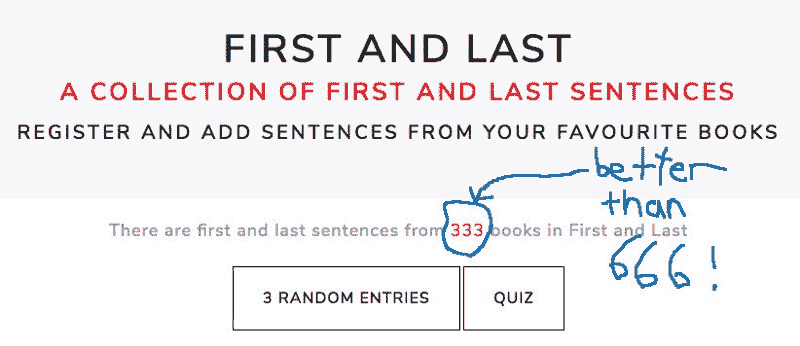 FIRST AND LAST
A COLLECTION OF FIRST AND LAST SENTENCES
REGISTER AND ADD SENTENCES FROM YOUR FAVOURITE BOOKS
better
than
666!
There are first and last sentences from 333 books in First and Last
3 RANDOM ENTRIES
QUIZ